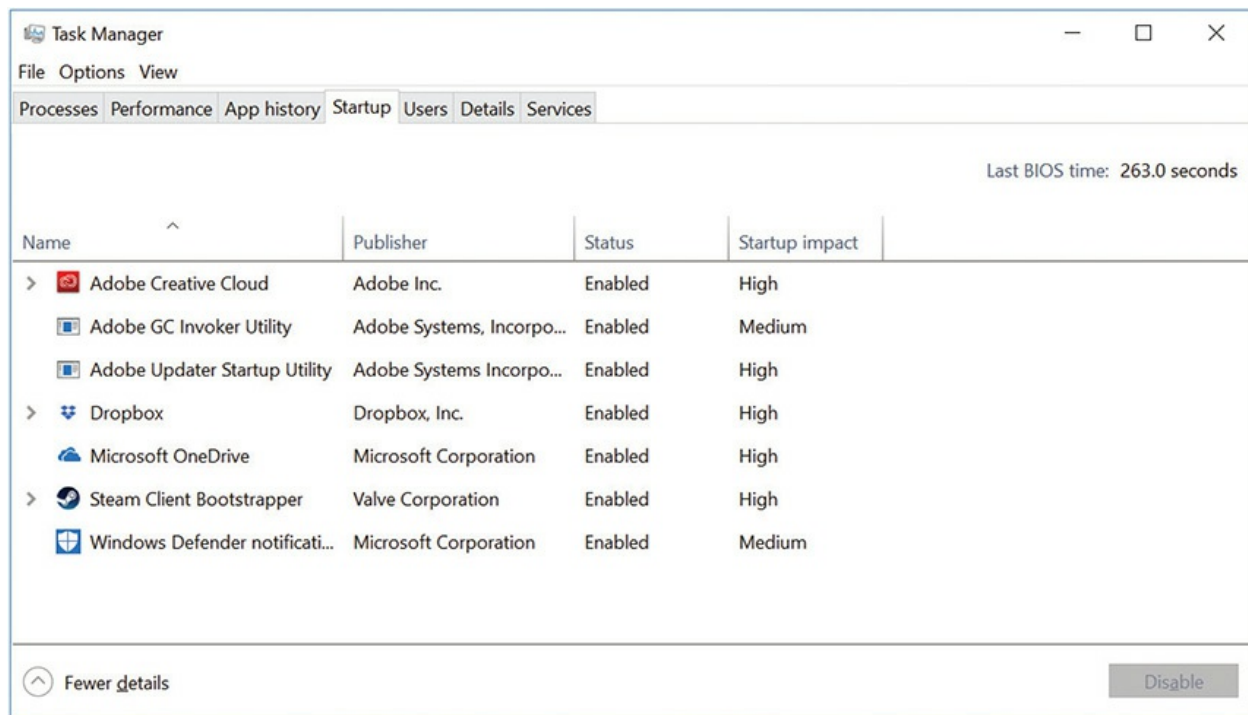 Task Manager
File Options View
Processes Performance App history Startup Users Details Services
Last BIOS time: 263.0 seconds
Name Publisher Status Startup impact
Adobe Creative Cloud Adobe Inc. Enabled High
Adobe GC Invoker Utility Adobe Systems, Incorpo... Enabled Medium
Adobe Updater Startup Utility Adobe Systems Incorpo... Enabled High
Dropbox Dropbox, Inc. Enabled High
Microsoft OneDrive Microsoft Corporation Enabled High
Steam Client Bootstrapper Valve Corporation Enabled High
Windows Defender notificati... Microsoft Corporation Enabled Medium
Fewer details Disable